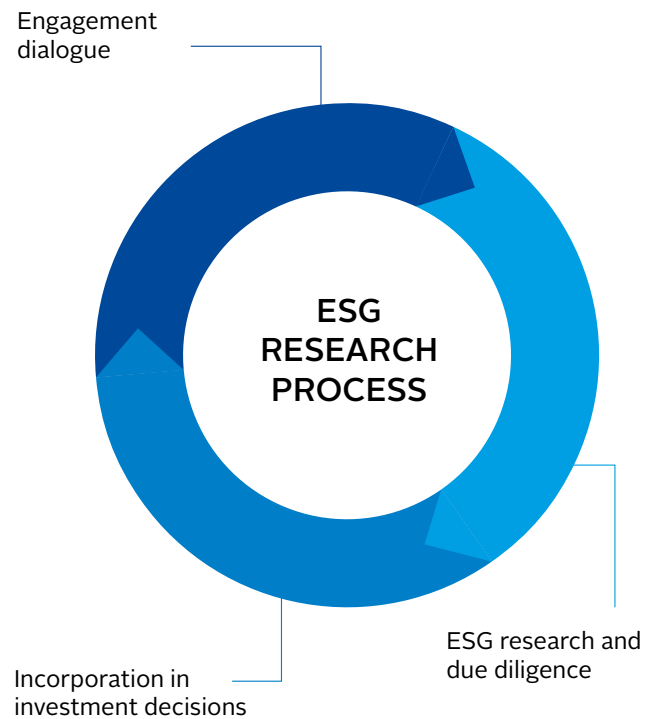 Engagement
dialogue
ESG
RESEARCH
PROCESS
ESG research and
due diligence
Incorporation in
investment decisions